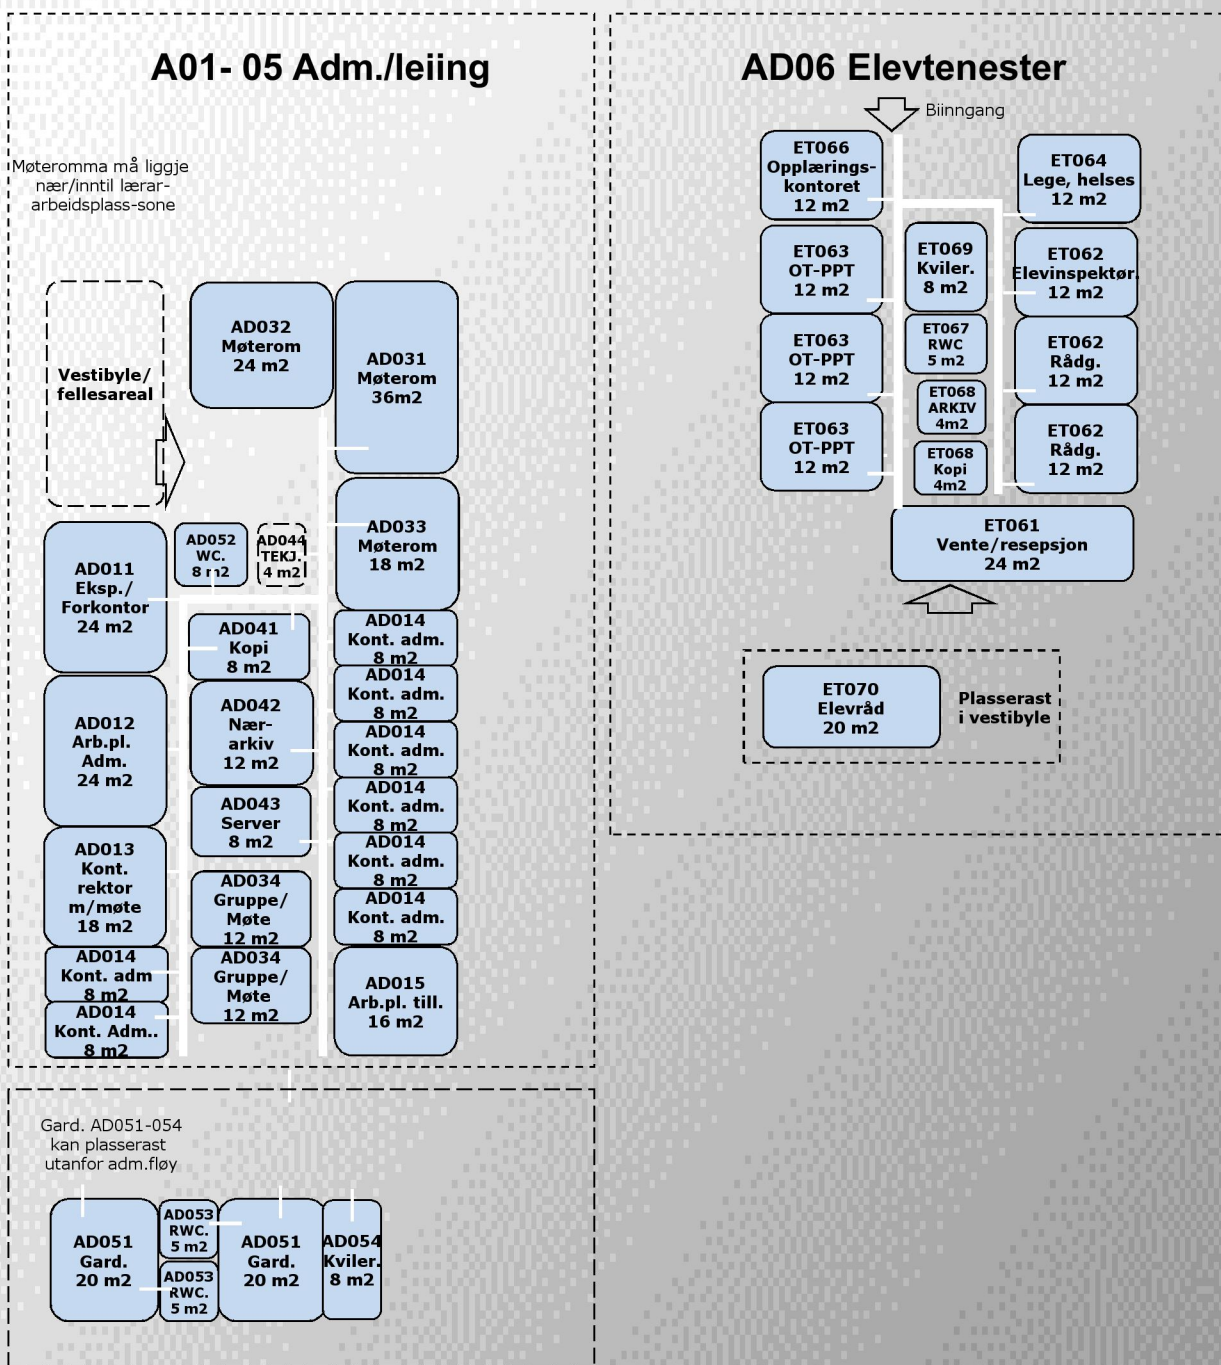 A01- 05 Adm./leiing
Møteromma må liggje
nær/inntil lærar-
arbeidsplass-sone
Vestibyle/
fellesareal
AD032
Møterom
24 m2
AD031
Møterom
36m2
AD033
Møterom
18 m2
AD011
Eksp./
Forkontor
24 m2
AD052
WC.
8 m2
AD044
TEKJ.
4 m2
AD041
Kopi
8 m2
AD012
Arb.pl.
Adm.
24 m2
AD042
Nær-
arkiv
12 m2
AD043
Server
8 m2
AD013
Kont.
rektor
m/møte
18 m2
AD034
Gruppe/
Møte
12 m2
AD034
Gruppe/
Møte
12 m2
AD014
Kont. adm
8 m2
AD014
Kont. Adm..
8 m2
AD014
Kont. adm.
8 m2
AD014
Kont. adm.
8 m2
AD014
Kont. adm.
8 m2
AD014
Kont. adm.
8 m2
AD014
Kont. adm.
8 m2
AD014
Kont. adm.
8 m2
AD015
Arb.pl. till.
16 m2
Gard. AD051-054
kan plasserast
utanfor adm.fløy
AD051
Gard.
20 m2
AD053
RWC.
5 m2
AD053
RWC.
5 m2
AD051
Gard.
20 m2
AD054
Kviler.
8 m2
AD06 Elevtenester
Biinngang
ET066
Opplærings-
kontoret
12 m2
ET063
OT-PPT
12 m2
ET063
OT-PPT
12 m2
ET063
OT-PPT
12 m2
ET069
Kviler.
8 m2
ET067
RWC
5 m2
ET068
ARKIV
4m2
ET068
Kopi
4m2
ET064
Lege, helses
12 m2
ET062
Elevinspektør.
12 m2
ET062
Rådg.
12 m2
ET062
Rådg.
12 m2
ET061
Vente/resepsjon
24 m2
ET070
Elevråd
20 m2
Plasserast
i vestibyle